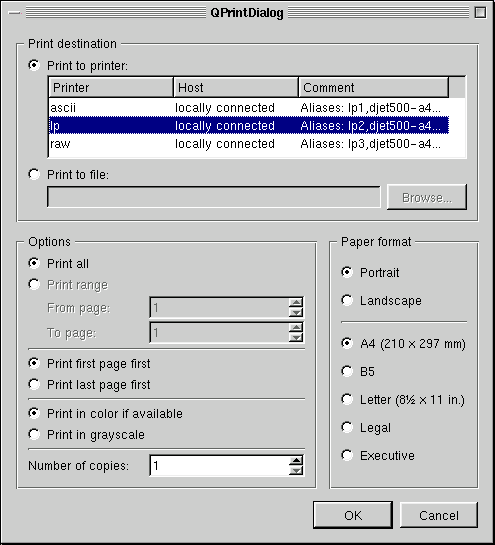 QPrintDialog
Print destination
Print to printer:
Printer Host Comment
ascii locally connected Aliases: lp1,djet500-a4...
lp locally connected Aliases: lp2,djet500-a4...
raw locally connected Aliases: lp3,djet500-a4...
Print to file:
Browse...
Options
Print all
Print range
From page: 1
To page: 1
Print first page first
Print last page first
Print in color if available
Print in grayscale
Number of copies: 1
Paper format
Portrait
Landscape
A4 (210 x 297 mm)
B5
Letter (8½ x 11 in.)
Legal
Executive
OK Cancel